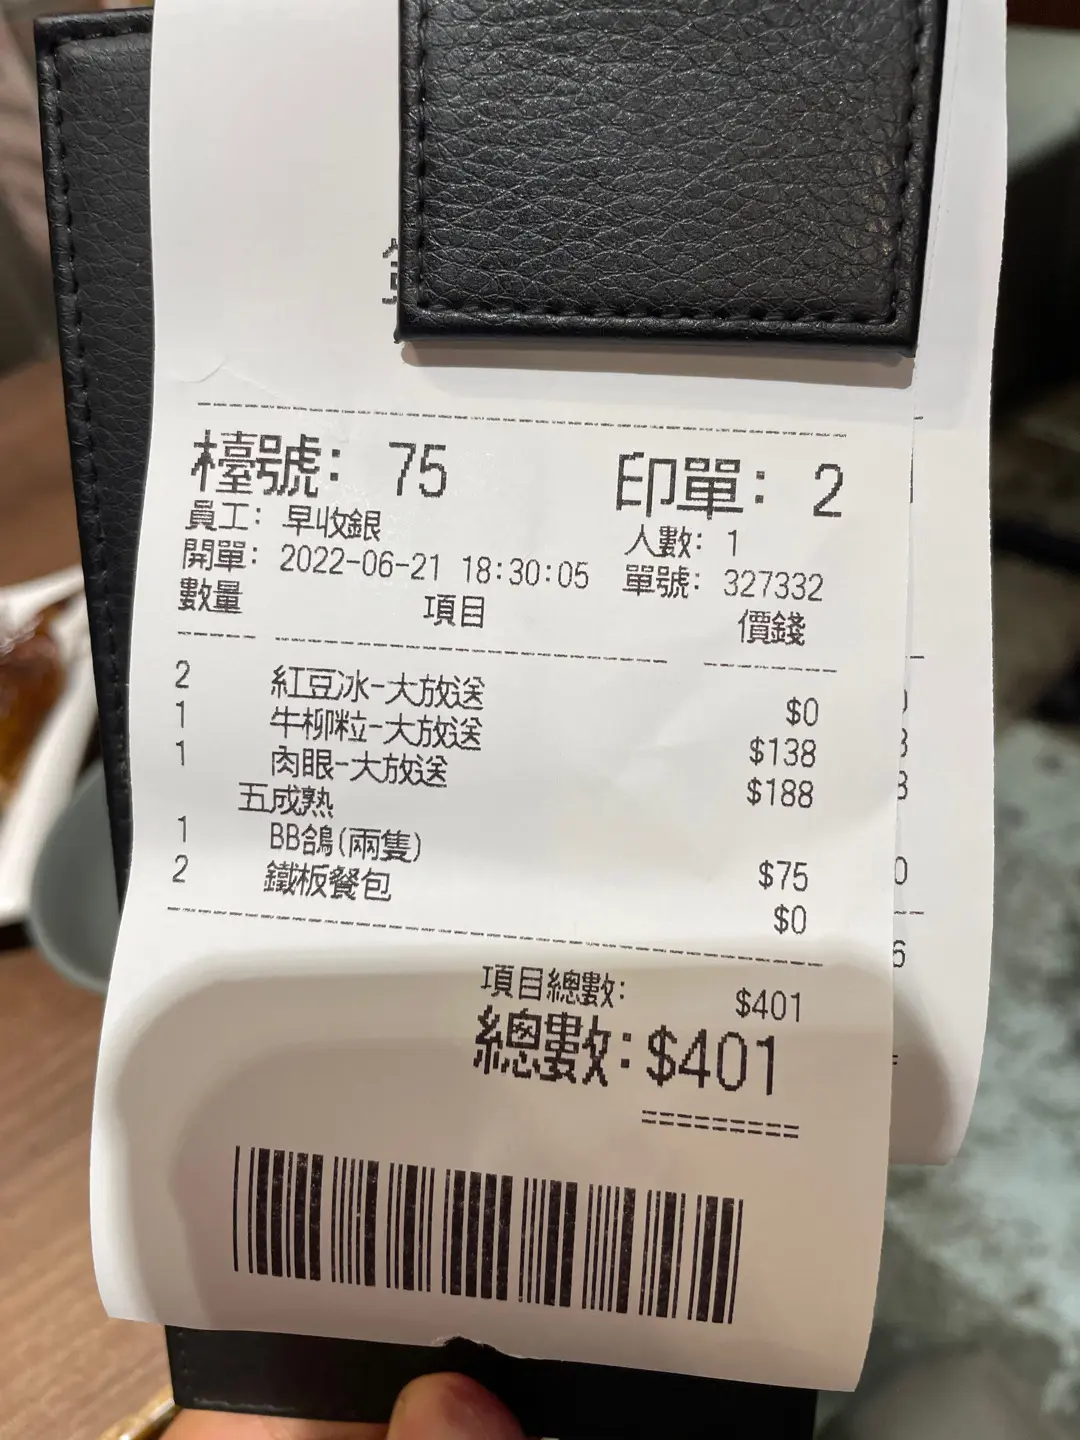 檯號: 75 印單: 2
員工: 早收銀 人數: 1
開單: 2022-06-21 18:30:05 單號: 327332
數量 項目 價錢
2 紅豆冰-大放送 $0
1 牛柳粒-大放送 $138
1 肉眼-大放送 $188
五成熟
1 BB鴿(兩隻) $75
2 鐵板餐包 $0
項目總數: $401
總數: $401
=========